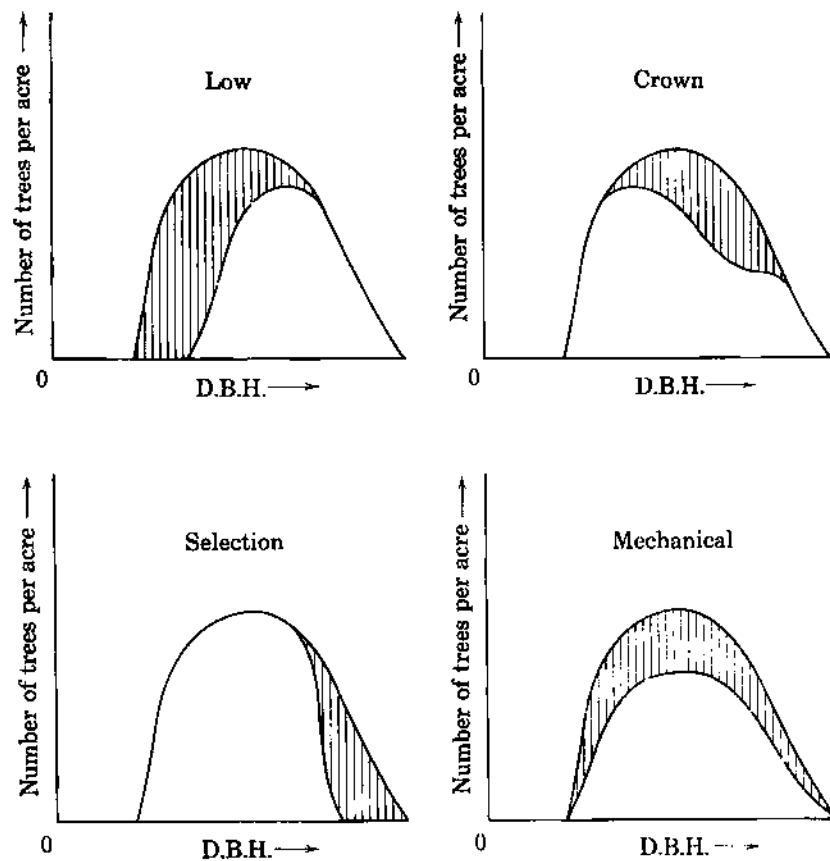 Number of trees per acre →
Low
0
D.B.H. →
Number of trees per acre →
Crown
0
D.B.H. →
Number of trees per acre →
Selection
0
D.B.H. →
Number of trees per acre →
Mechanical
0
D.B.H. →